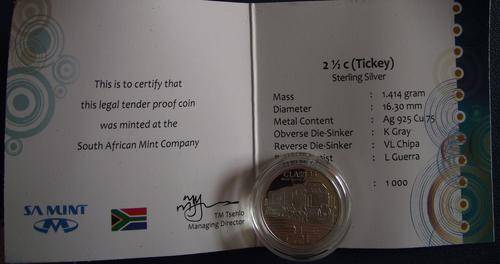 This is to certify that
this legal tender proof coin
was minted at the
South African Mint Company
SA MINT
TM Tsehlo
Managing Director
2 ½ c (Tickey)
Sterling Silver
Mass : 1.414 gram
Diameter : 16.30 mm
Metal Content : Ag 925 Cu 75
Obverse Die-Sinker : K Gray
Reverse Die-Sinker : VL Chipa
: L Guerra
: 1 000
2½